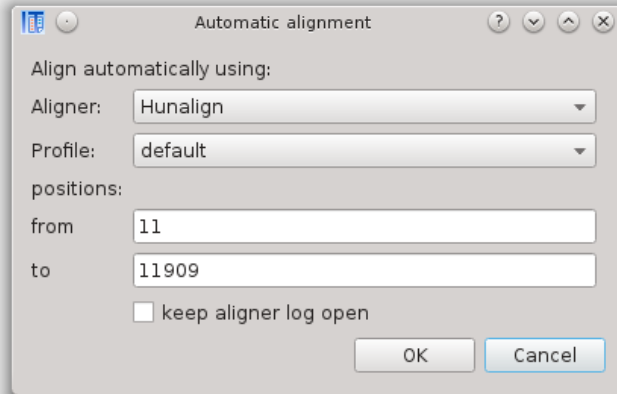 Automatic alignment
Align automatically using:
Aligner: Hunalign
Profile: default
positions:
from 11
to 11909
keep aligner log open
OK Cancel